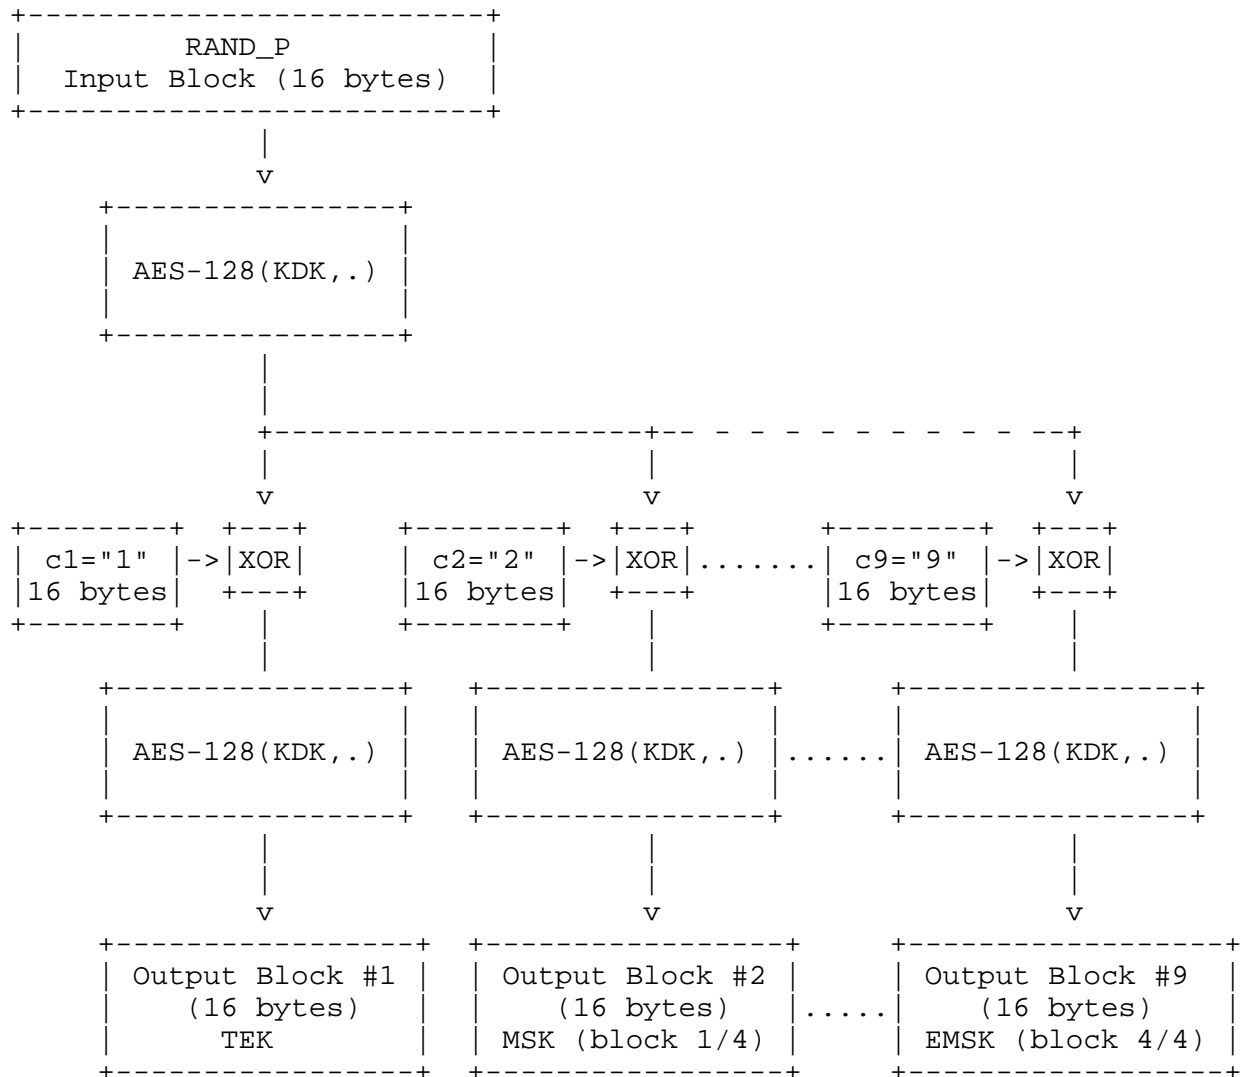 RAND_P
Input Block (16 bytes)
v
AES-128(KDK,.)
v v v
c1="1" -> XOR c2="2" -> XOR ....... c9="9" -> XOR
16 bytes 16 bytes 16 bytes
AES-128(KDK,.) AES-128(KDK,.) ...... AES-128(KDK,.)
v v v
Output Block #1 Output Block #2 Output Block #9
(16 bytes) (16 bytes) ..... (16 bytes)
TEK MSK (block 1/4) EMSK (block 4/4)